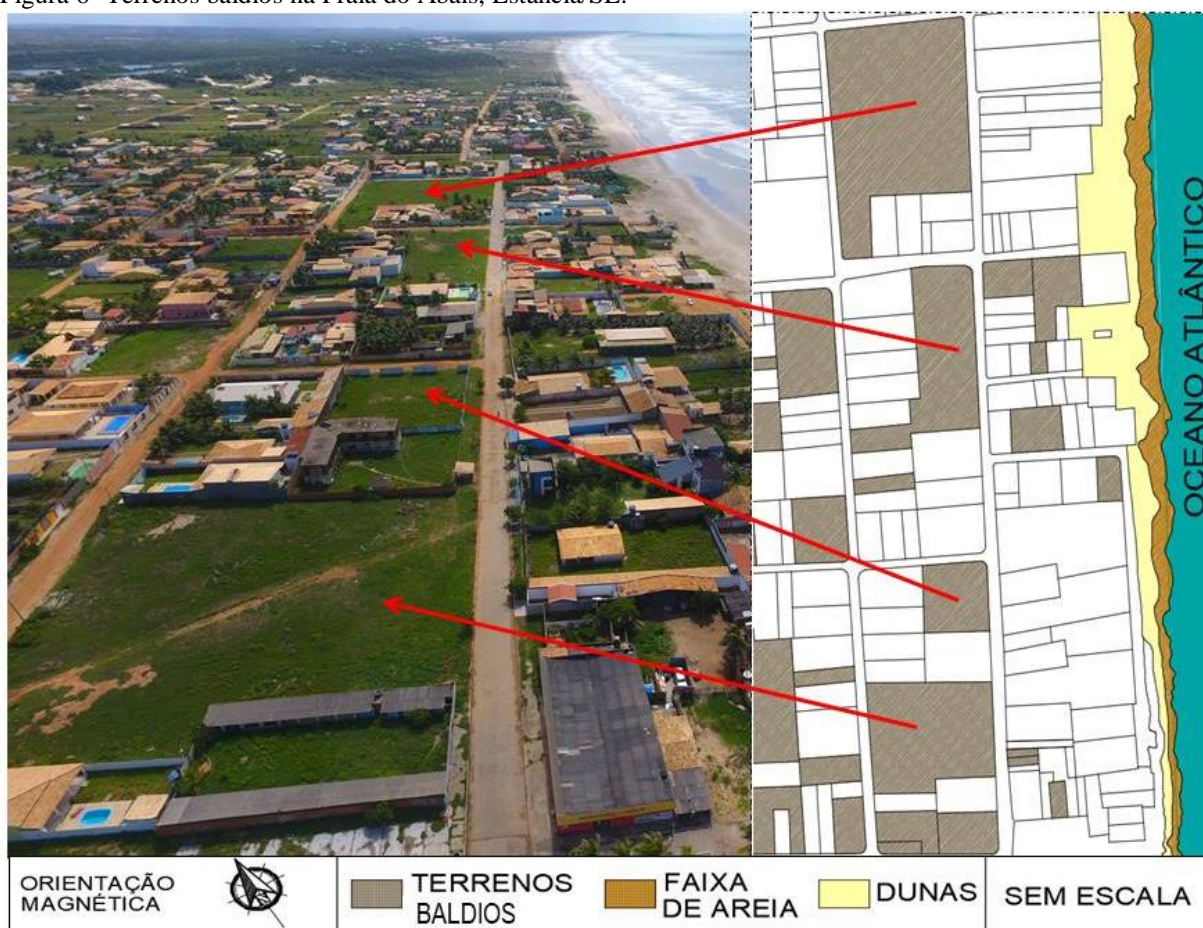 Figura 6- Terrenos baldios na Praia do Abaís, Estância/SE.
OCEANO ATLÂNTICO
ORIENTAÇÃO
MAGNÉTICA
TERRENOS
BALDIOS
FAIXA
DE AREIA
DUNAS
SEM ESCALA